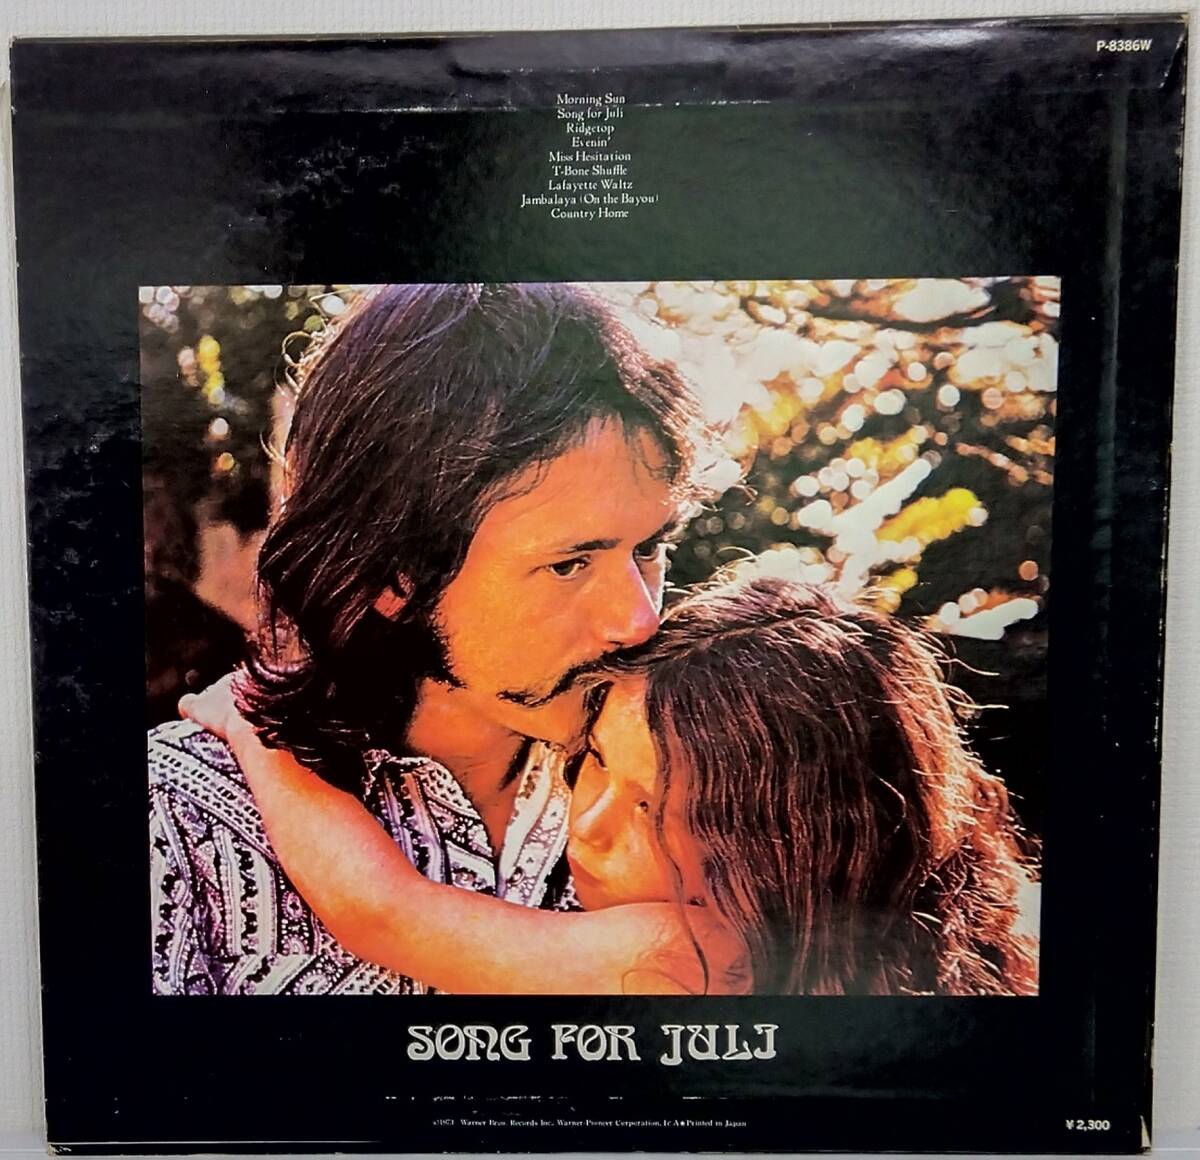 P-8386W
Morning Sun
Song for Juli
Ridgetop
Evenin'
Miss Hesitation
T-Bone Shuffle
Lafayette Waltz
Jambalaya (On the Bayou)
Country Home
SONG FOR JULI
1973 Warner Bros. Records Inc., Warner-Pioneer Corporation, Printed in Japan
¥2,300